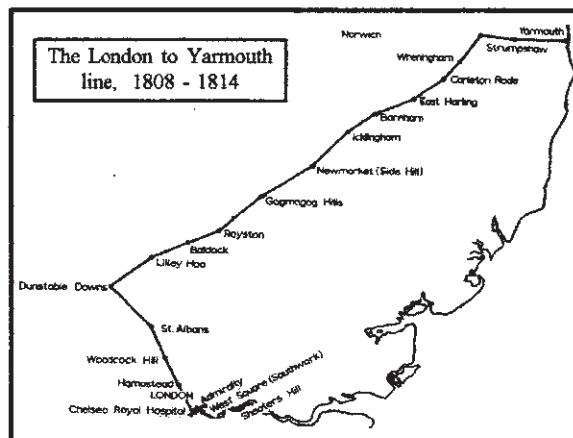 The London to Yarmouth
line, 1808 - 1814
Norwich
Yarmouth
Strumpshaw
Wreningham
Carleton Rode
East Harling
Barnham
Icklingham
Newmarket (Side Hill)
Gogmagog Hills
Royston
Baldock
Lilley Hoo
Dunstable Downs
St. Albans
Woodcock Hill
Hampstead
LONDON
Admiralty
West Square (Southwark)
Chelsea Royal Hospital
Shooters Hill